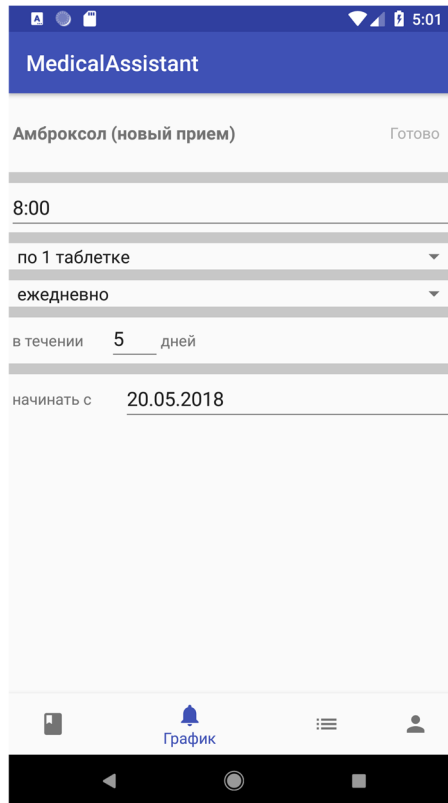 5:01
MedicalAssistant
Амброксол (новый прием) Готово
8:00
по 1 таблетке
ежедневно
в течении 5 дней
начинать с 20.05.2018
График